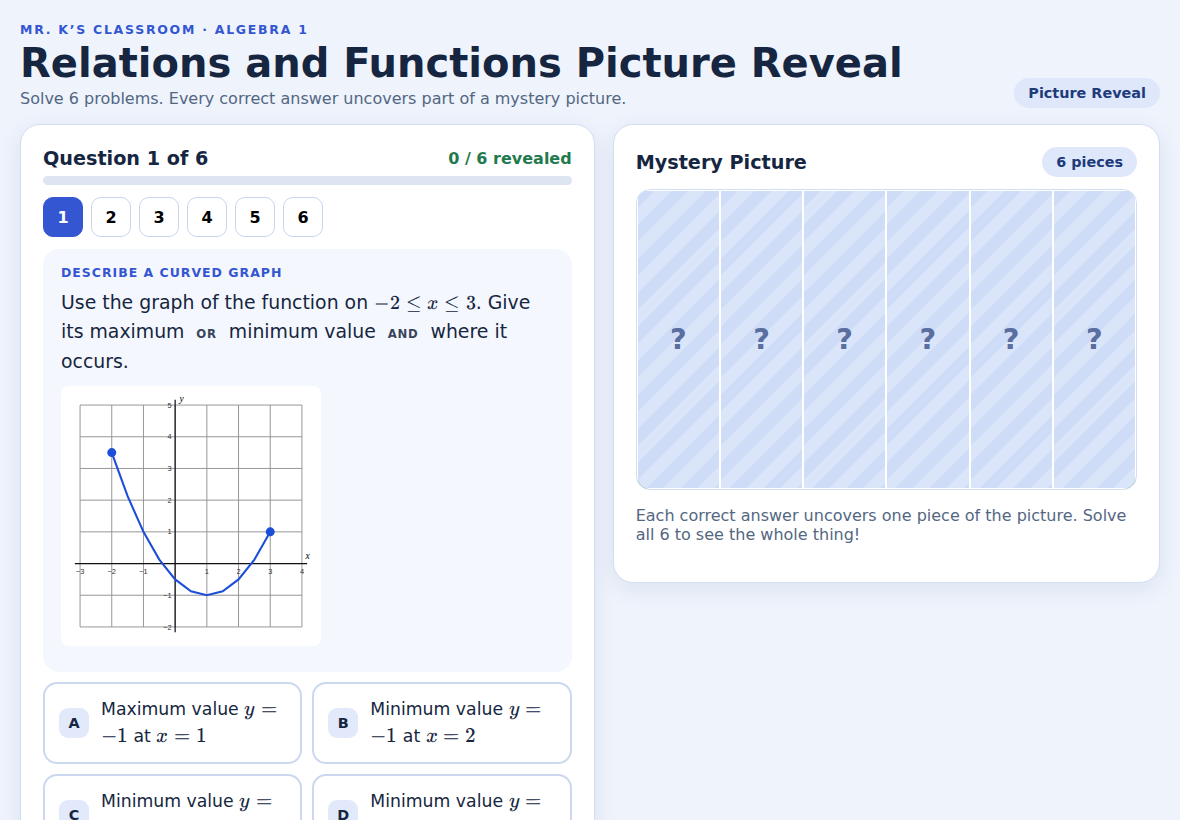 MR. K'S CLASSROOM · ALGEBRA 1
Relations and Functions Picture Reveal
Solve 6 problems. Every correct answer uncovers part of a mystery picture.
Picture Reveal
Question 1 of 6
0 / 6 revealed
1 2 3 4 5 6
DESCRIBE A CURVED GRAPH
Use the graph of the function on −2 ≤ x ≤ 3. Give
its maximum OR minimum value AND where it
occurs.
y
5
4
3
2
1
x
−3 −2 −1 1 2 3 4
−1
−2
A
Maximum value y =
−1 at x = 1
B
Minimum value y =
−1 at x = 2
C
Minimum value y =
D
Minimum value y =
Mystery Picture
6 pieces
? ? ? ? ? ?
Each correct answer uncovers one piece of the picture. Solve
all 6 to see the whole thing!